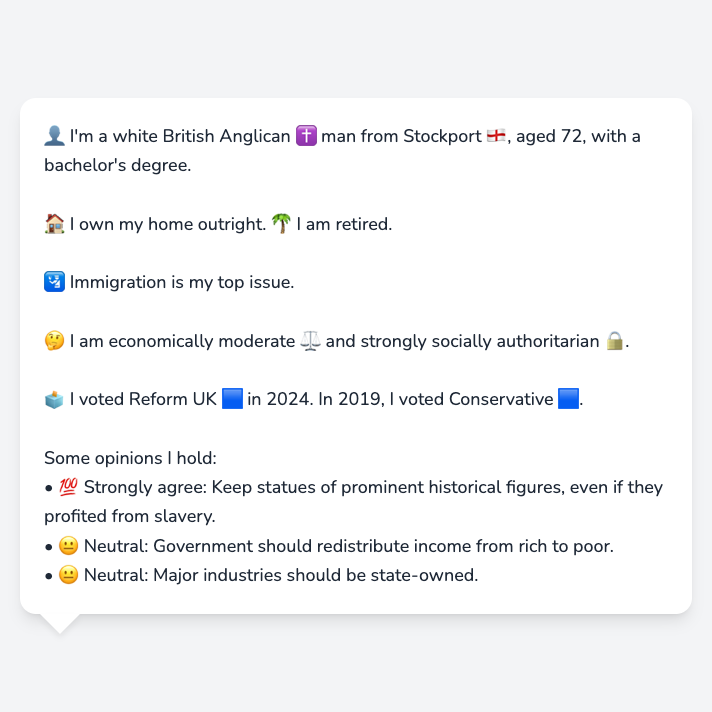 👤 I'm a white British Anglican ✝️ man from Stockport 🏴󠁧󠁢󠁥󠁮󠁧󠁿, aged 72, with a
bachelor's degree.
🏠 I own my home outright. 🌴 I am retired.
🛂 Immigration is my top issue.
🤔 I am economically moderate ⚖️ and strongly socially authoritarian 🔒.
🗳️ I voted Reform UK 🟦 in 2024. In 2019, I voted Conservative 🟦.
Some opinions I hold:
• 💯 Strongly agree: Keep statues of prominent historical figures, even if they
profited from slavery.
• 😐 Neutral: Government should redistribute income from rich to poor.
• 😐 Neutral: Major industries should be state-owned.